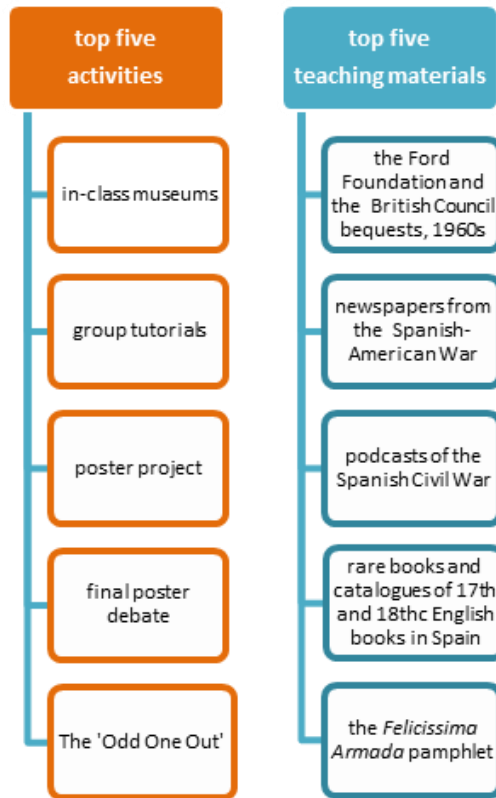 top five
activities
in-class museums
group tutorials
poster project
final poster
debate
The 'Odd One Out'
top five
teaching materials
the Ford
Foundation and
the British Council
bequests, 1960s
newspapers from
the Spanish-
American War
podcasts of the
Spanish Civil War
rare books and
catalogues of 17th
and 18thc English
books in Spain
the Felicissima
Armada pamphlet